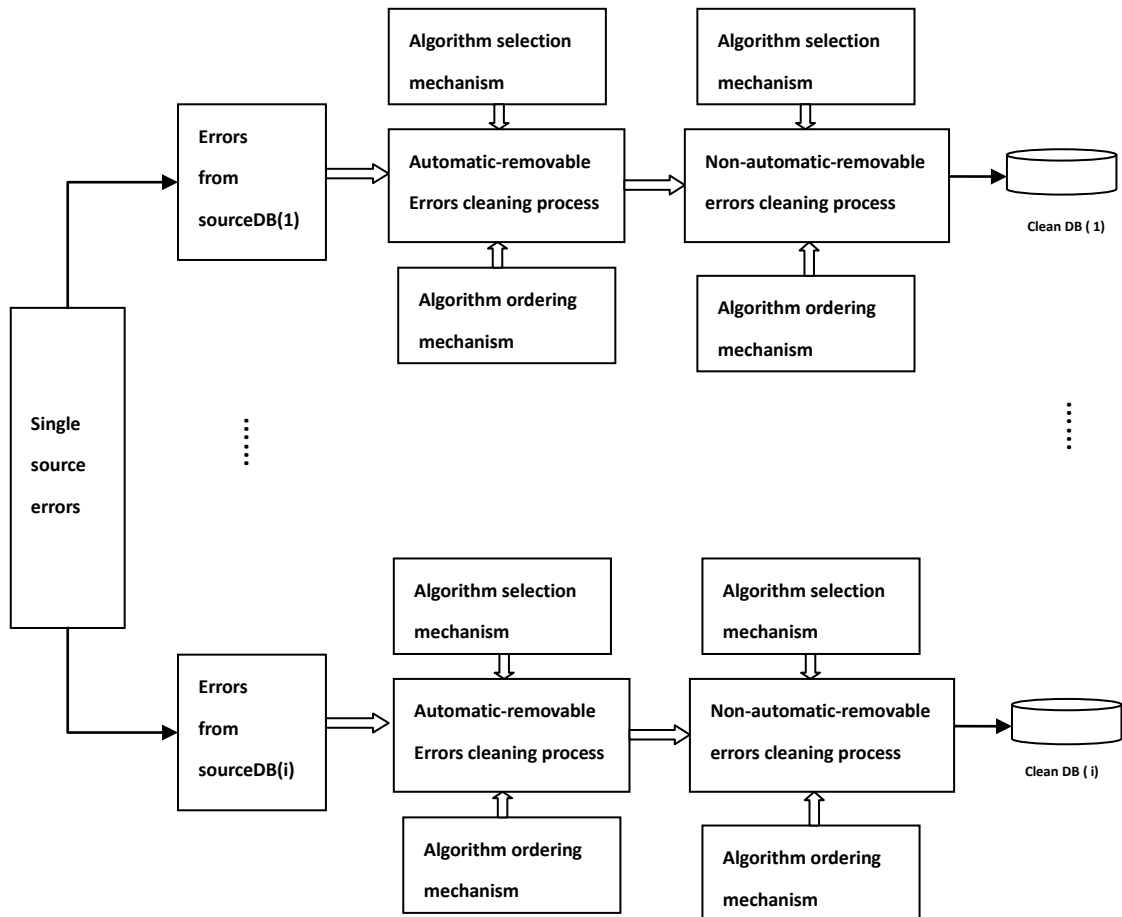 Algorithm selection
mechanism
Algorithm selection
mechanism
Errors
from
sourceDB(1)
Automatic-removable
Errors cleaning process
Non-automatic-removable
errors cleaning process
Clean DB ( 1)
Algorithm ordering
mechanism
Algorithm ordering
mechanism
Single
source
errors
Algorithm selection
mechanism
Algorithm selection
mechanism
Errors
from
sourceDB(i)
Automatic-removable
Errors cleaning process
Non-automatic-removable
errors cleaning process
Clean DB ( i)
Algorithm ordering
mechanism
Algorithm ordering
mechanism